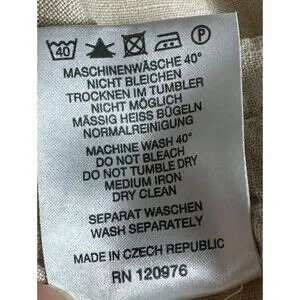 40 P
MASCHINENWÄSCHE 40°
NICHT BLEICHEN
TROCKNEN IM TUMBLER
NICHT MÖGLICH
MÄSSIG HEISS BÜGELN
NORMALREINIGUNG
MACHINE WASH 40°
DO NOT BLEACH
DO NOT TUMBLE DRY
MEDIUM IRON
DRY CLEAN
SEPARAT WASCHEN
WASH SEPARATELY
MADE IN CZECH REPUBLIC
RN 120976